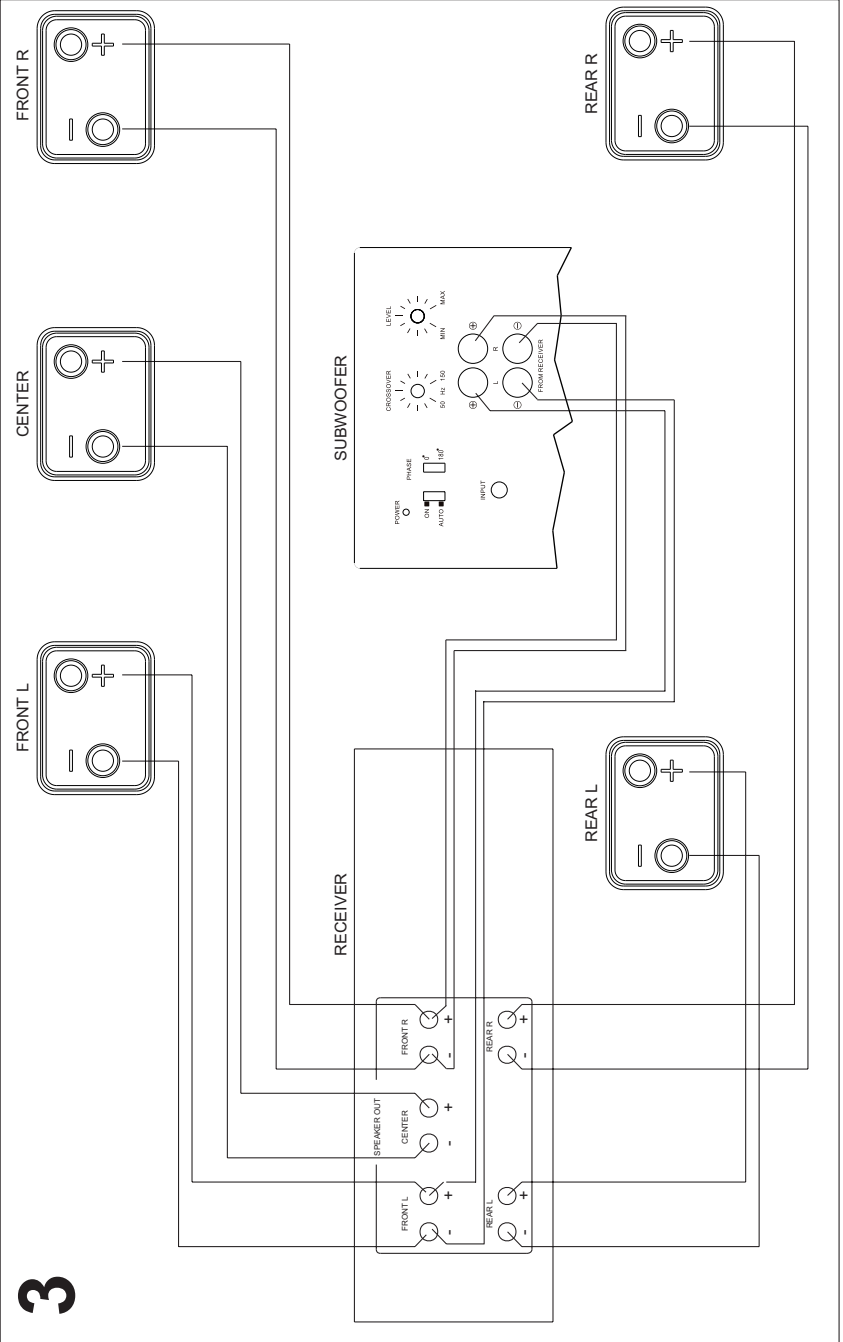 3
FRONT L
− +
CENTER
− +
FRONT R
− +
RECEIVER
SPEAKER OUT
FRONT L
- +
CENTER
- +
FRONT R
- +
REAR L
- +
REAR R
- +
SUBWOOFER
POWER
ON
AUTO
PHASE
0°
180°
CROSSOVER
50 Hz 150
LEVEL
MIN MAX
INPUT
⊕ ⊕
L R
⊖ ⊖
FROM RECEIVER
REAR L
− +
REAR R
− +